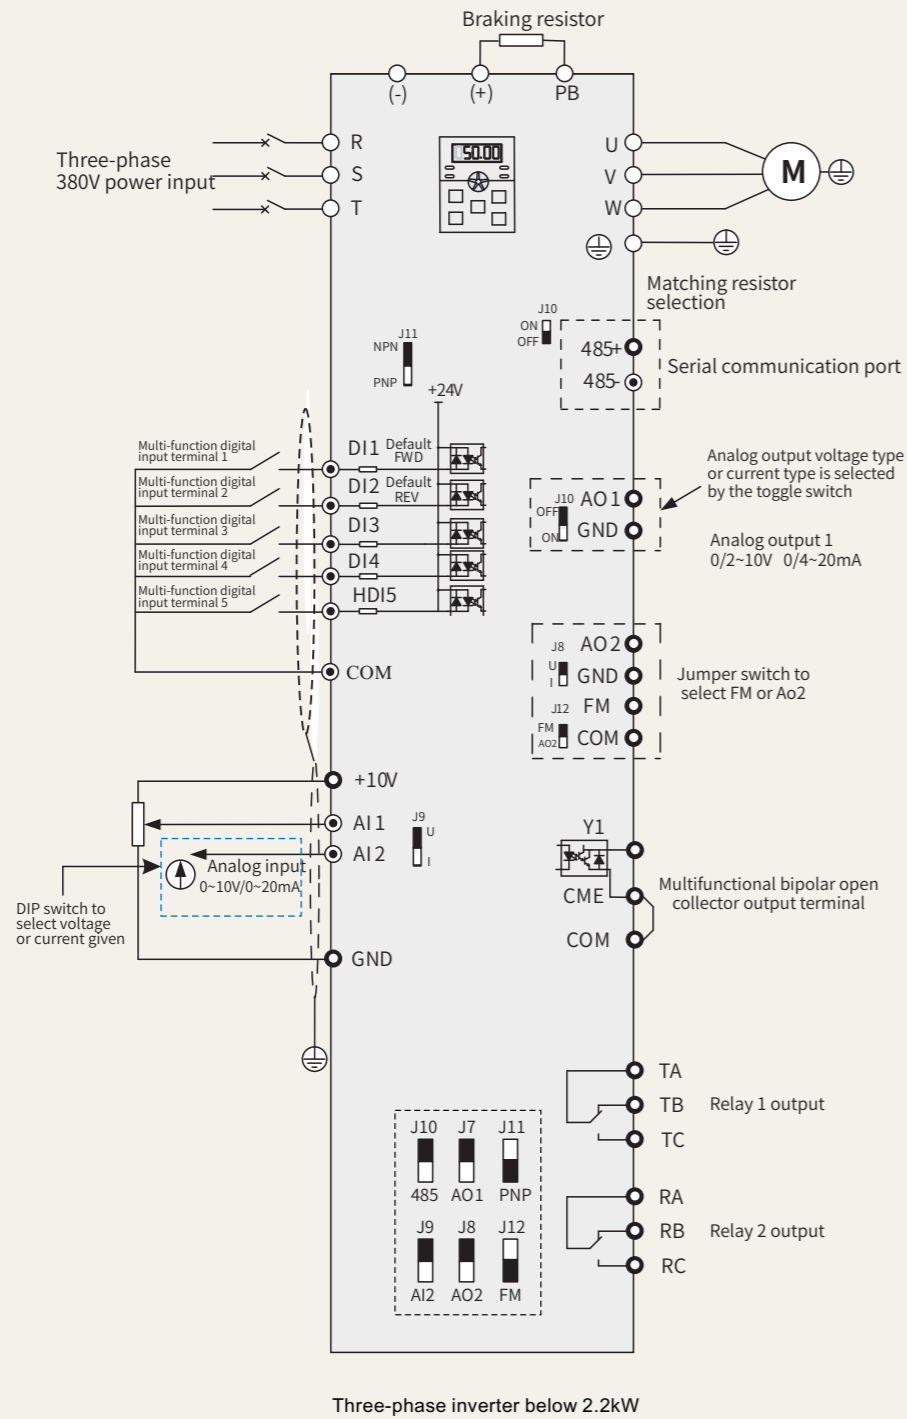 Braking resistor
(-)
(+)
PB
Three-phase
380V power input
R
S
T
50.00
U
V
W
M
Matching resistor
selection
J10
ON
OFF
485+
485-
Serial communication port
J11
NPN
PNP
+24V
Multi-function digital
input terminal 1
DI1 Default
FWD
Multi-function digital
input terminal 2
DI2 Default
REV
Multi-function digital
input terminal 3
DI3
Multi-function digital
input terminal 4
DI4
Multi-function digital
input terminal 5
HDI5
COM
J10
OFF
ON
AO1
GND
Analog output voltage type
or current type is selected
by the toggle switch
Analog output 1
0/2~10V 0/4~20mA
J8
U
I
AO2
GND
J12
FM
AO2
FM
COM
Jumper switch to
select FM or Ao2
+10V
AI1
AI2
J9
U
I
Analog input
0~10V/0~20mA
DIP switch to
select voltage
or current given
GND
Y1
CME
COM
Multifunctional bipolar open
collector output terminal
TA
TB
TC
Relay 1 output
RA
RB
RC
Relay 2 output
J10 J7 J11
485 AO1 PNP
J9 J8 J12
AI2 AO2 FM
Three-phase inverter below 2.2kW